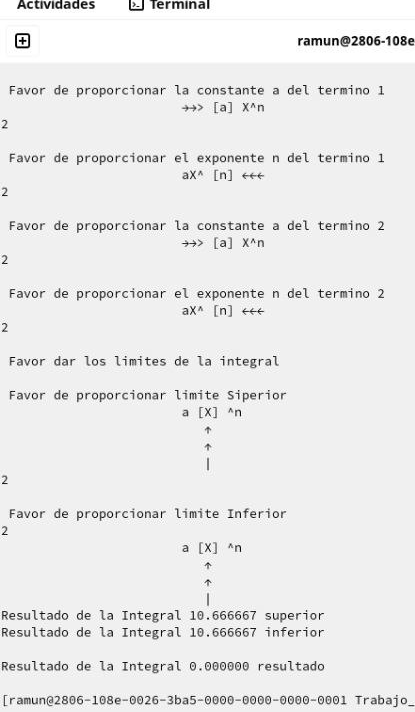 Actividades Terminal
ramun@2806-108e
Favor de proporcionar la constante a del termino 1
→→> [a] X^n
2
Favor de proporcionar el exponente n del termino 1
aX^ [n] <←←
2
Favor de proporcionar la constante a del termino 2
→→> [a] X^n
2
Favor de proporcionar el exponente n del termino 2
aX^ [n] <←←
2
Favor dar los limites de la integral
Favor de proporcionar limite Siperior
a [X] ^n
↑
↑
|
2
Favor de proporcionar limite Inferior
2
a [X] ^n
↑
↑
|
Resultado de la Integral 10.666667 superior
Resultado de la Integral 10.666667 inferior
Resultado de la Integral 0.000000 resultado
[ramun@2806-108e-0026-3ba5-0000-0000-0000-0001 Trabajo_